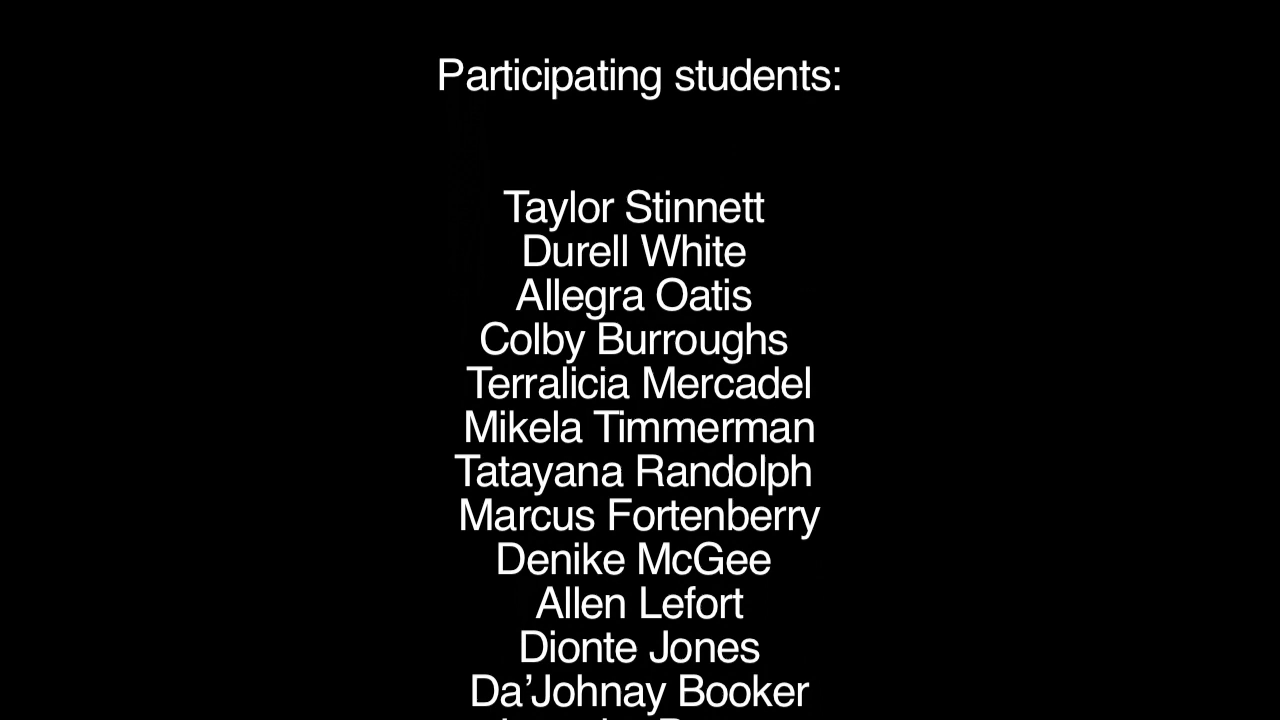 Participating students:
Taylor Stinnett
Durell White
Allegra Oatis
Colby Burroughs
Terralicia Mercadel
Mikela Timmerman
Tatayana Randolph
Marcus Fortenberry
Denike McGee
Allen Lefort
Dionte Jones
Da’Johnay Booker